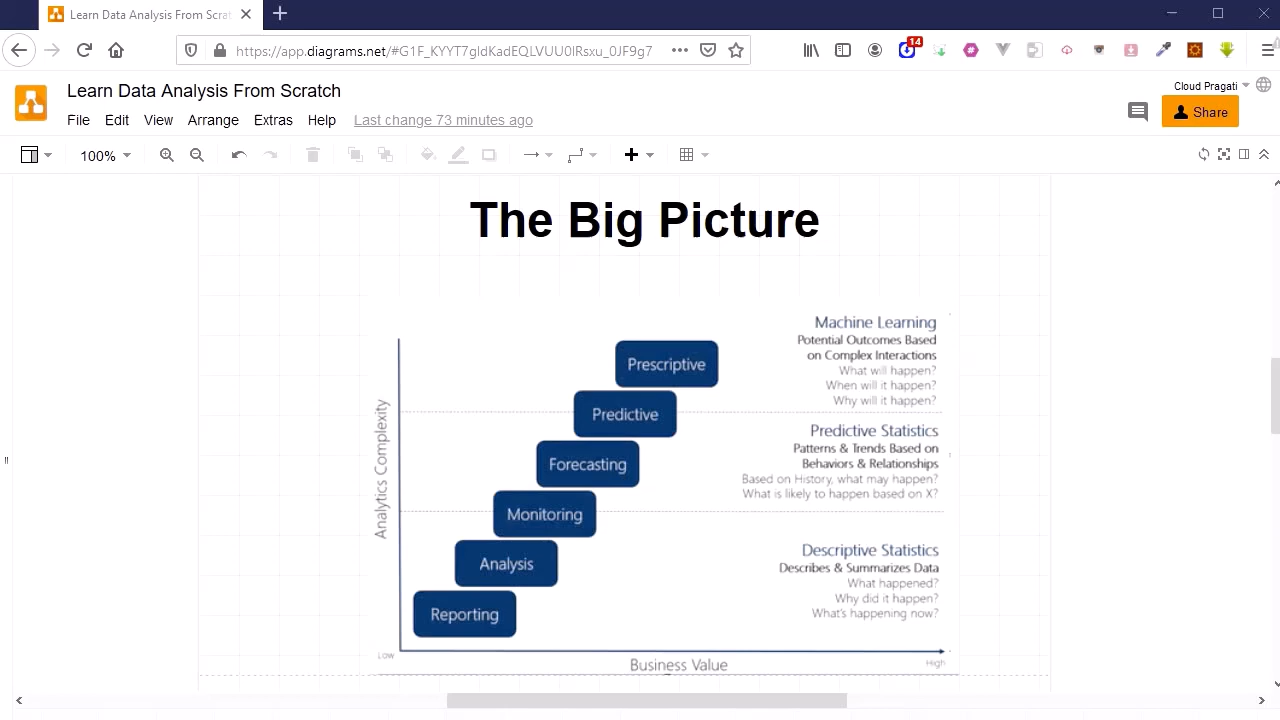 Learn Data Analysis From Scrat
https://app.diagrams.net/#G1F_KYYT7gldKadEQLVUU0lRsxu_0JF9g7
14
Learn Data Analysis From Scratch
Cloud Pragati
File Edit View Arrange Extras Help Last change 73 minutes ago
Share
100%
The Big Picture
Machine Learning
Potential Outcomes Based
on Complex Interactions
What will happen?
When will it happen?
Why will it happen?
Prescriptive
Predictive
Predictive Statistics
Patterns & Trends Based on
Behaviors & Relationships
Based on History, what may happen?
What is likely to happen based on X?
Forecasting
Monitoring
Analytics Complexity
Descriptive Statistics
Describes & Summarizes Data
What happened?
Why did it happen?
What's happening now?
Analysis
Reporting
Low
Business Value
High